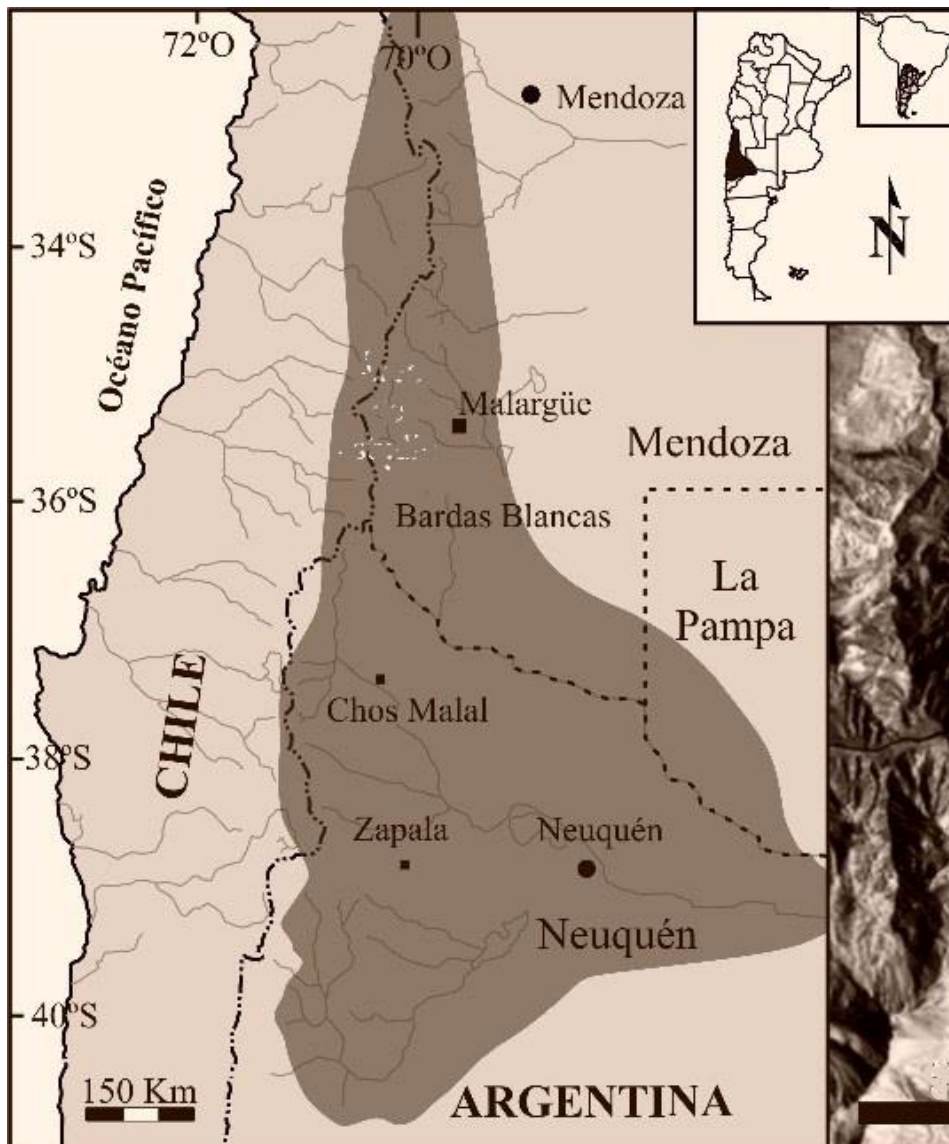 72ºO
70ºO
Mendoza
N
34ºS
Océano Pacífico
Malargüe
Mendoza
36ºS
Bardas Blancas
La
Pampa
CHILE
Chos Malal
38ºS
Zapala
Neuquén
Neuquén
40ºS
150 Km
ARGENTINA